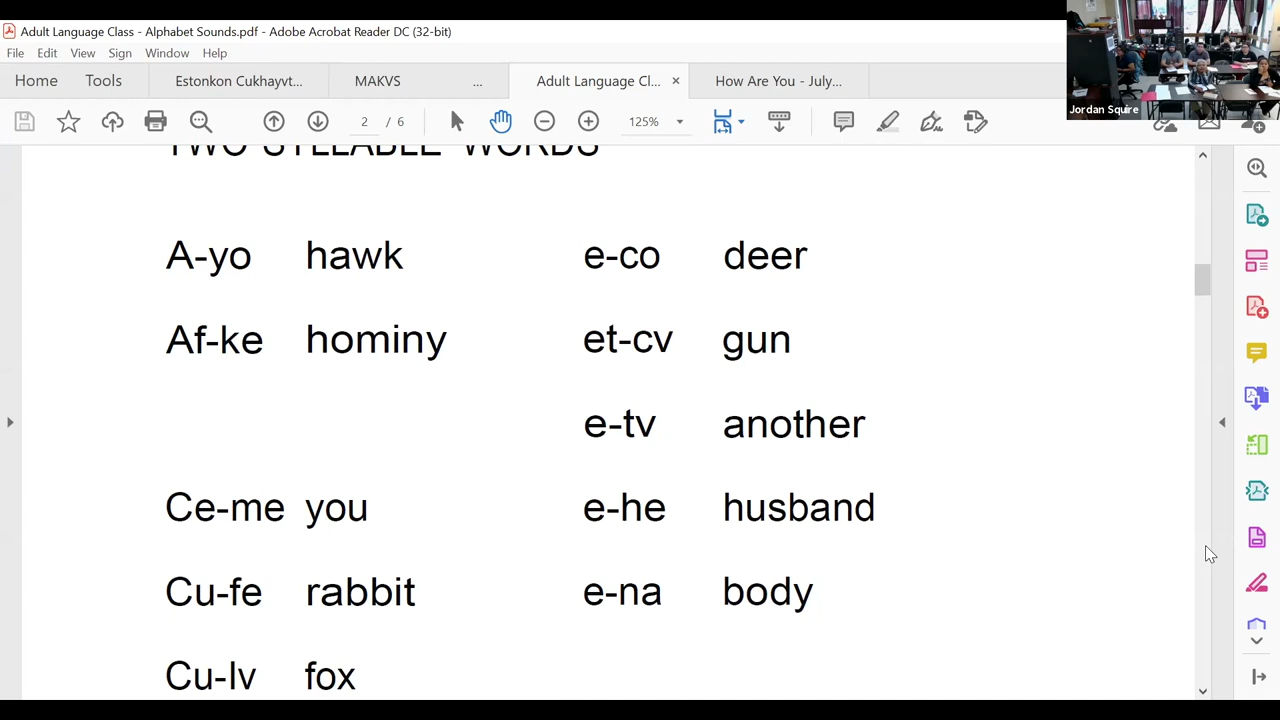 Adult Language Class - Alphabet Sounds.pdf - Adobe Acrobat Reader DC (32-bit)
File Edit View Sign Window Help
Home Tools Estonkon Cukhayvt... MAKVS ... Adult Language Cl... × How Are You - July...
Jordan Squire
2 / 6 125%
TWO SYLLABLE WORDS
A-yo hawk e-co deer
Af-ke hominy et-cv gun
e-tv another
Ce-me you e-he husband
Cu-fe rabbit e-na body
Cu-lv fox